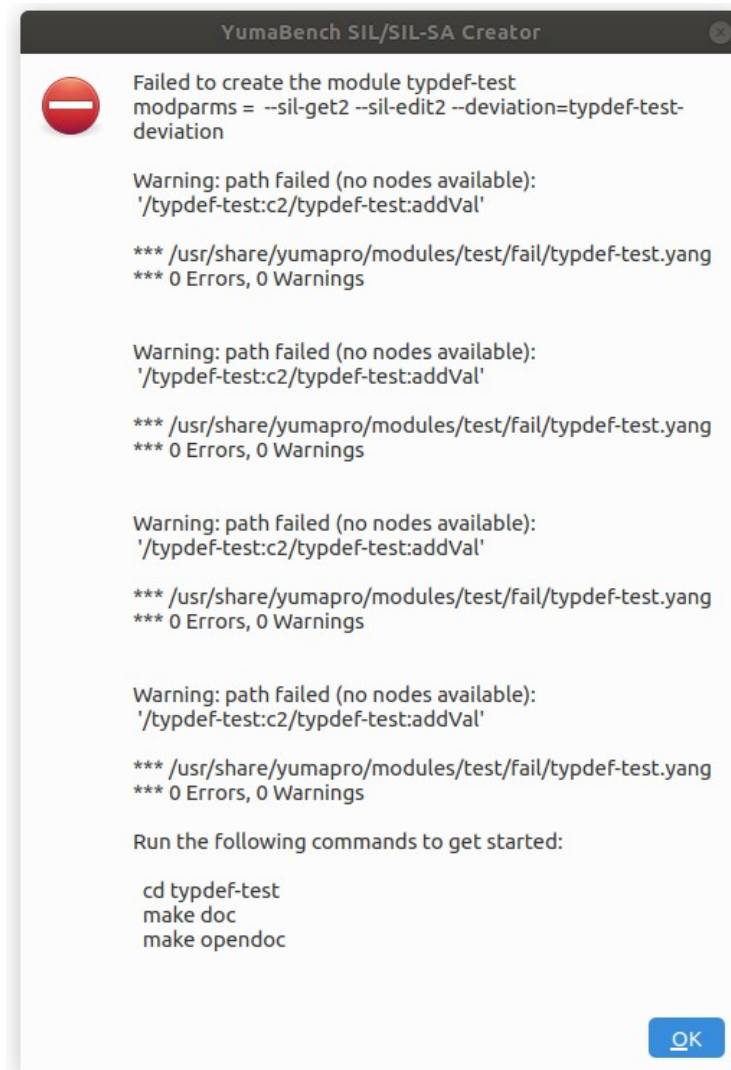 YumaBench SIL/SIL-SA Creator
Failed to create the module typdef-test
modparms =  --sil-get2 --sil-edit2 --deviation=typdef-test-
deviation
Warning: path failed (no nodes available):
'/typdef-test:c2/typdef-test:addVal'
*** /usr/share/yumapro/modules/test/fail/typdef-test.yang
*** 0 Errors, 0 Warnings
Warning: path failed (no nodes available):
'/typdef-test:c2/typdef-test:addVal'
*** /usr/share/yumapro/modules/test/fail/typdef-test.yang
*** 0 Errors, 0 Warnings
Warning: path failed (no nodes available):
'/typdef-test:c2/typdef-test:addVal'
*** /usr/share/yumapro/modules/test/fail/typdef-test.yang
*** 0 Errors, 0 Warnings
Warning: path failed (no nodes available):
'/typdef-test:c2/typdef-test:addVal'
*** /usr/share/yumapro/modules/test/fail/typdef-test.yang
*** 0 Errors, 0 Warnings
Run the following commands to get started:
cd typdef-test
make doc
make opendoc
OK